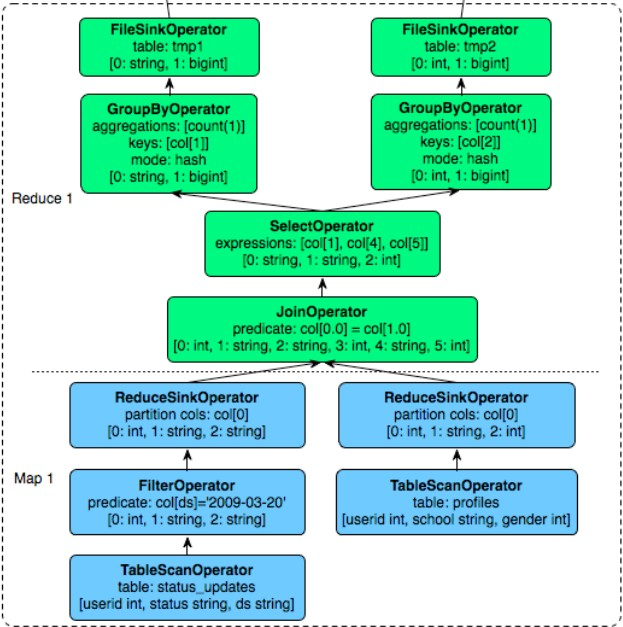 FileSinkOperator
table: tmp1
[0: string, 1: bigint]
FileSinkOperator
table: tmp2
[0: int, 1: bigint]
GroupByOperator
aggregations: [count(1)]
keys: [col[1]]
mode: hash
[0: string, 1: bigint]
GroupByOperator
aggregations: [count(1)]
keys: [col[2]]
mode: hash
[0: int, 1: bigint]
Reduce 1
SelectOperator
expressions: [col[1], col[4], col[5]]
[0: string, 1: string, 2: int]
JoinOperator
predicate: col[0.0] = col[1.0]
[0: int, 1: string, 2: string, 3: int, 4: string, 5: int]
ReduceSinkOperator
partition cols: col[0]
[0: int, 1: string, 2: string]
ReduceSinkOperator
partition cols: col[0]
[0: int, 1: string, 2: int]
Map 1
FilterOperator
predicate: col[ds]='2009-03-20'
[0: int, 1: string, 2: string]
TableScanOperator
table: profiles
[userid int, school string, gender int]
TableScanOperator
table: status_updates
[userid int, status string, ds string]